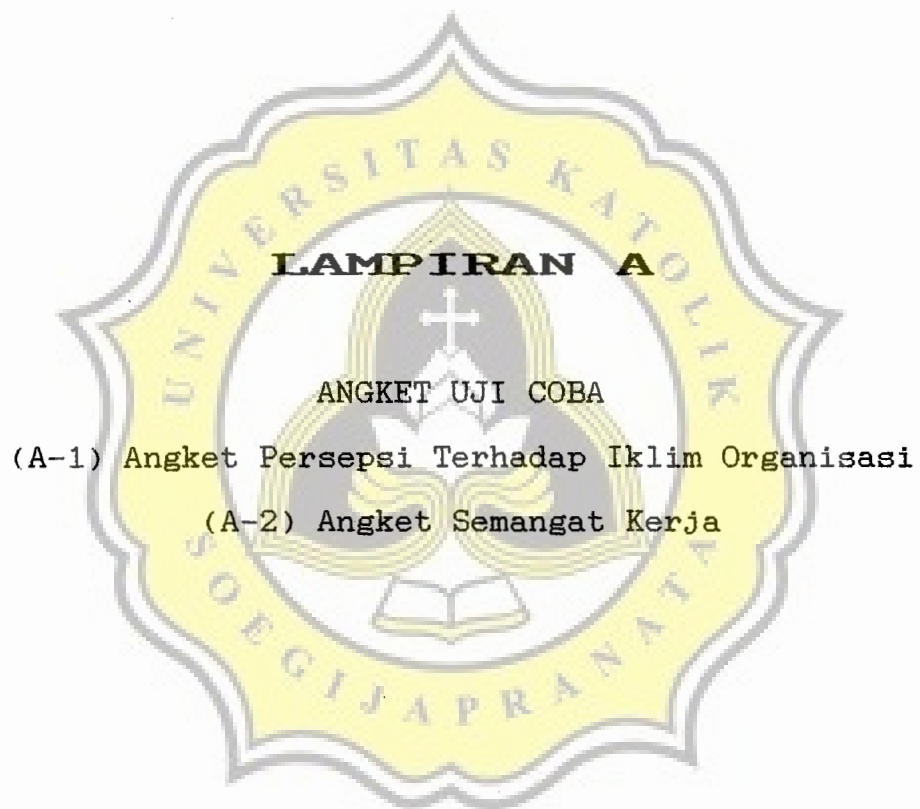 UNIVERSITAS KATOLIK
LAMPIRAN A
ANGKET UJI COBA
(A-1) Angket Persepsi Terhadap Iklim Organisasi
(A-2) Angket Semangat Kerja
SOEGIJAPRANATA